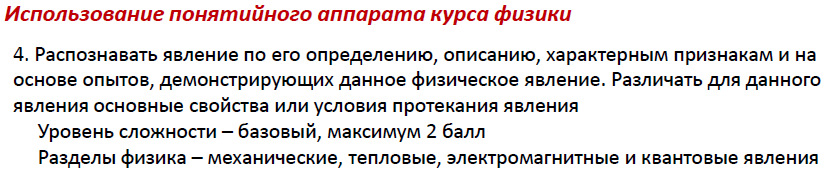 Использование понятийного аппарата курса физики
4. Распознавать явление по его определению, описанию, характерным признакам и на
основе опытов, демонстрирующих данное физическое явление. Различать для данного
явления основные свойства или условия протекания явления
Уровень сложности – базовый, максимум 2 балл
Разделы физика – механические, тепловые, электромагнитные и квантовые явления